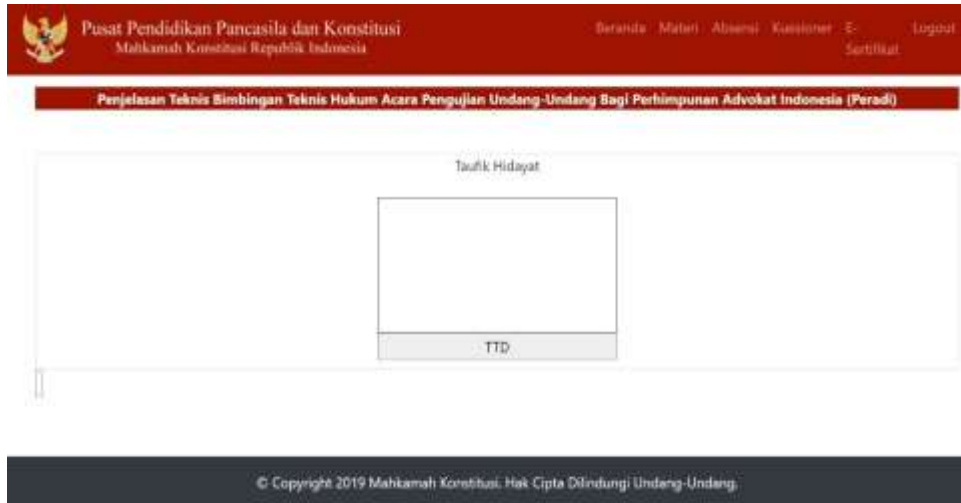 Pusat Pendidikan Pancasila dan Konstitusi
Mahkamah Konstitusi Republik Indonesia
Beranda Materi Absensi Kuesioner E-Sertifikat Logout
Penjelasan Teknis Bimbingan Teknis Hukum Acara Pengujian Undang-Undang Bagi Perhimpunan Advokat Indonesia (Peradi)
Taufik Hidayat
TTD
© Copyright 2019 Mahkamah Konstitusi. Hak Cipta Dilindungi Undang-Undang.